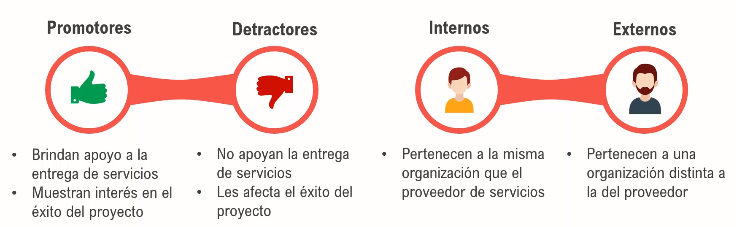 Promotores
• Brindan apoyo a la
entrega de servicios
• Muestran interés en el
éxito del proyecto
Detractores
• No apoyan la entrega
de servicios
• Les afecta el éxito del
proyecto
Internos
• Pertenecen a la misma
organización que el
proveedor de servicios
Externos
• Pertenecen a una
organización distinta a
la del proveedor